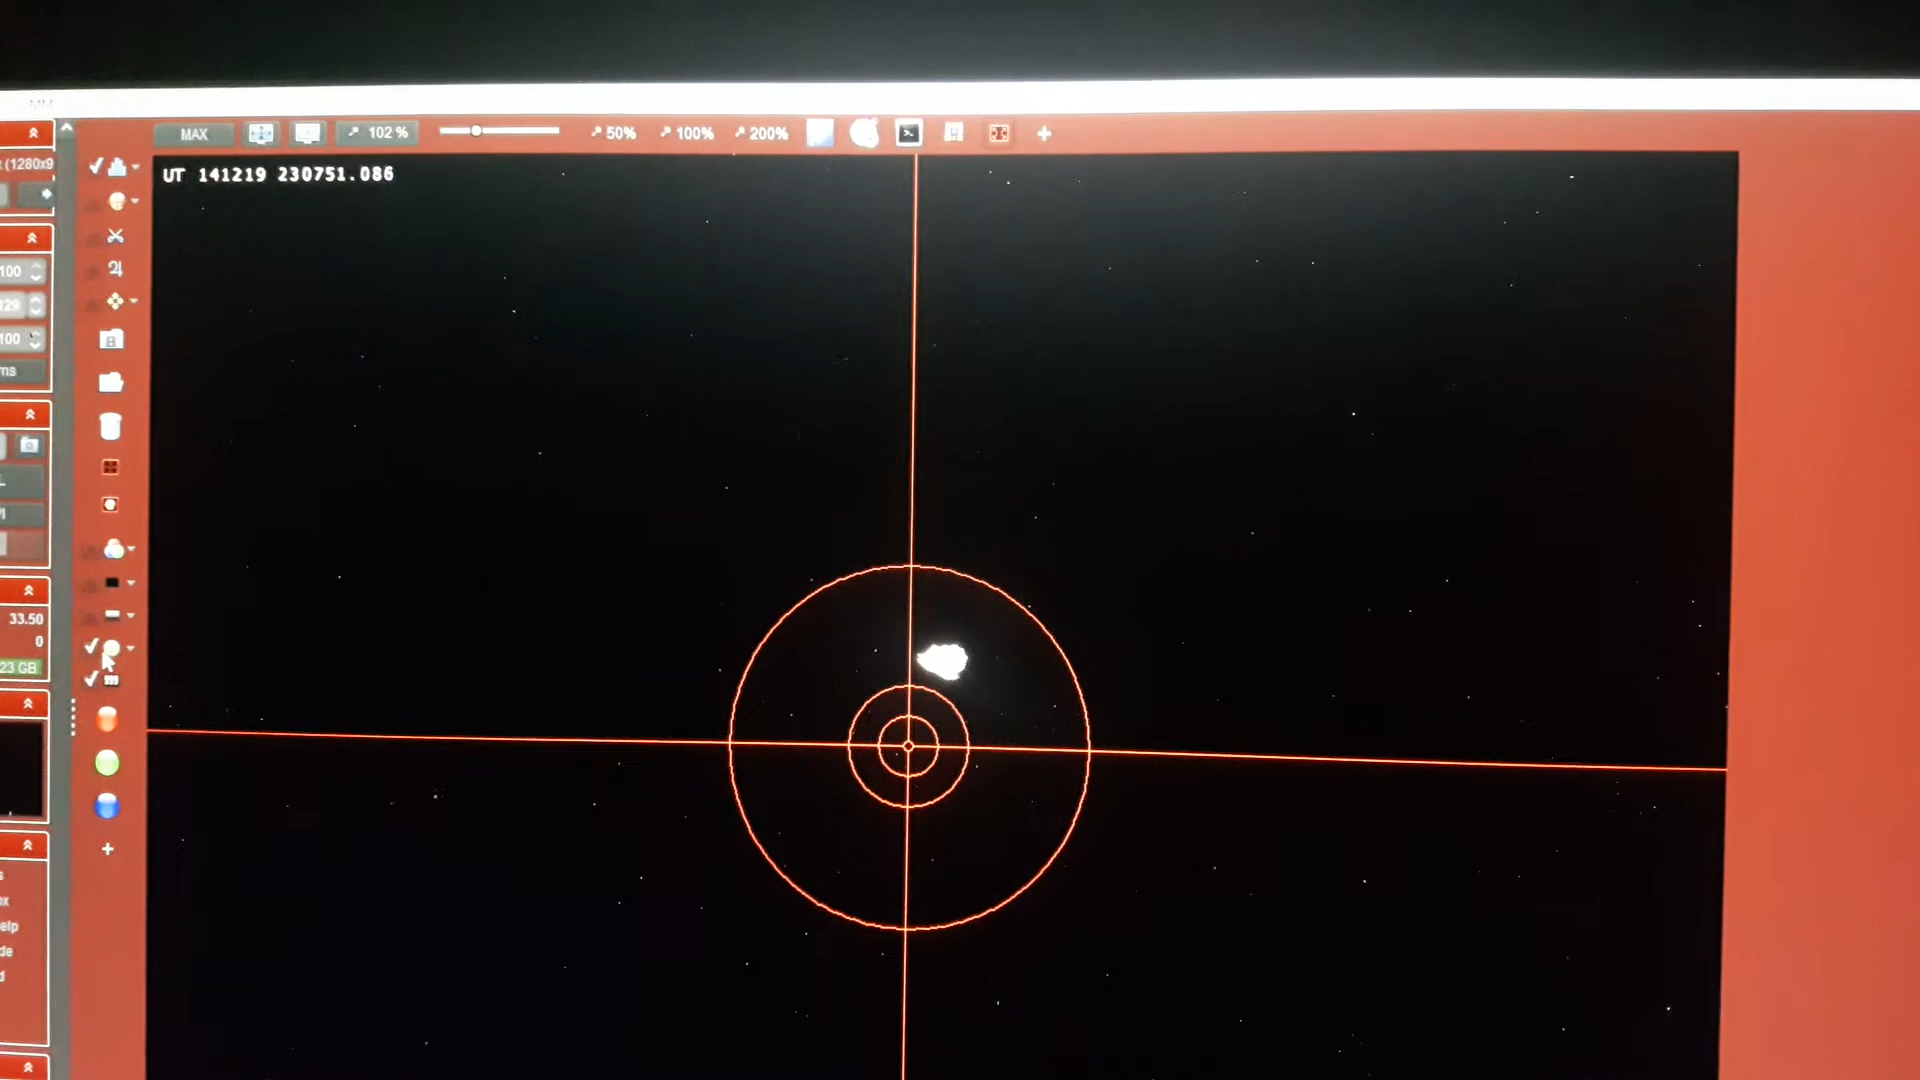 MAX 102 % 50% 100% 200%
UT 141219 230751.086
(1280x9
100
129
100
ms
33.50
0
23 GB
elp
de